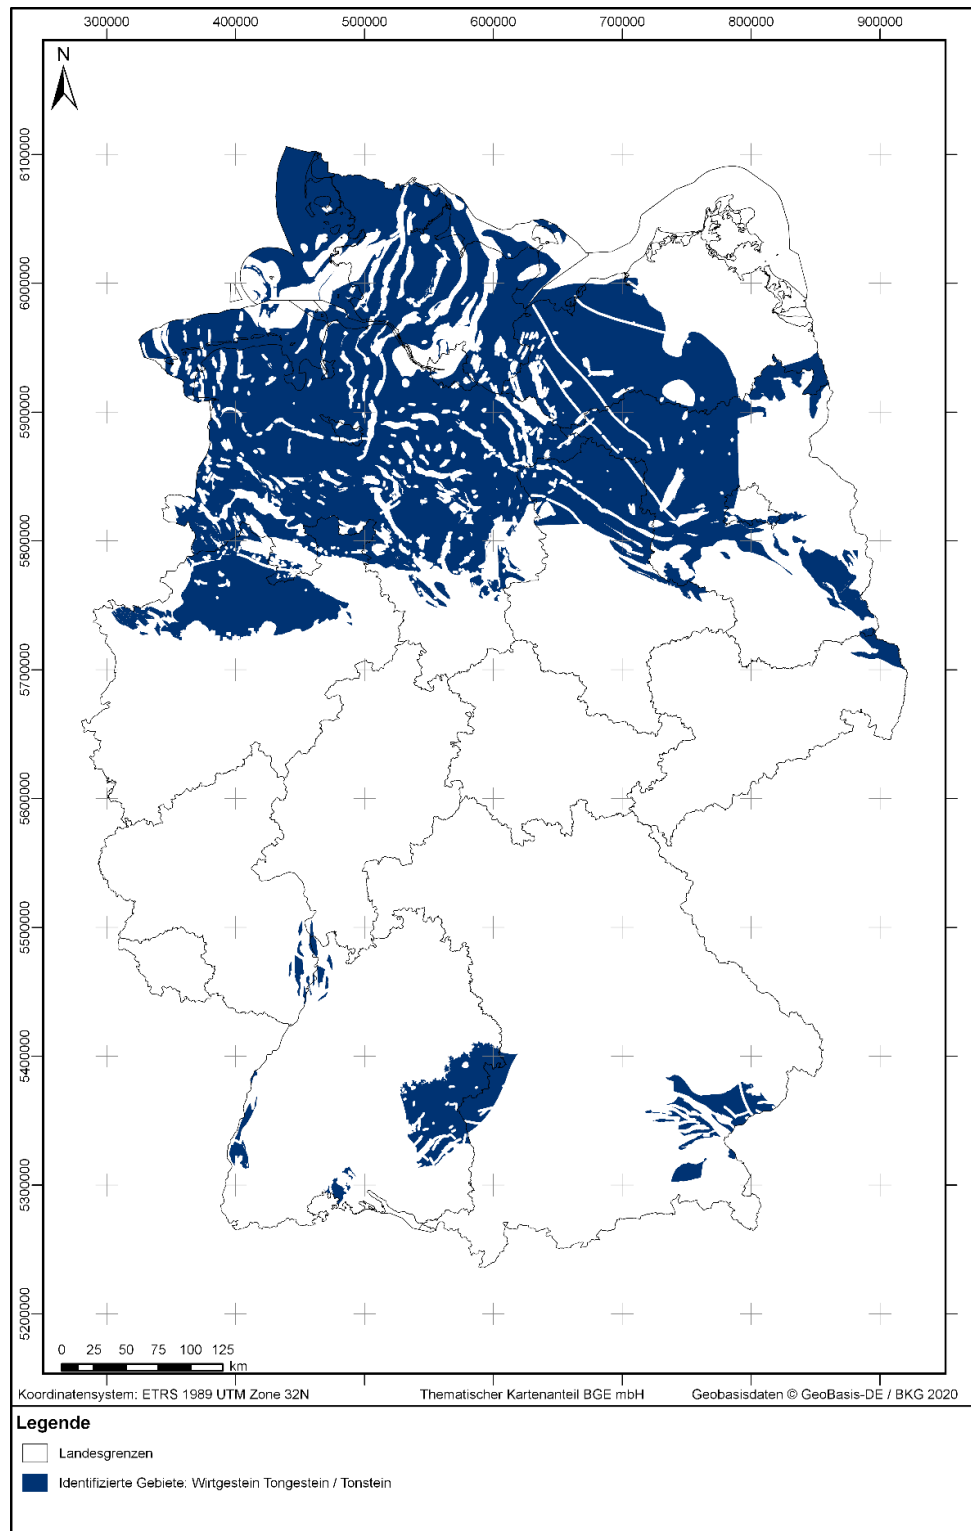 300000 400000 500000 600000 700000 800000 900000
N
6100000
6000000
5900000
5800000
5700000
5600000
5500000
5400000
5300000
5200000
0 25 50 75 100 125
km
Koordinatensystem: ETRS 1989 UTM Zone 32N Thematischer Kartenanteil BGE mbH Geobasisdaten © GeoBasis-DE / BKG 2020
Legende
Landesgrenzen
Identifizierte Gebiete: Wirtgestein Tongestein / Tonstein